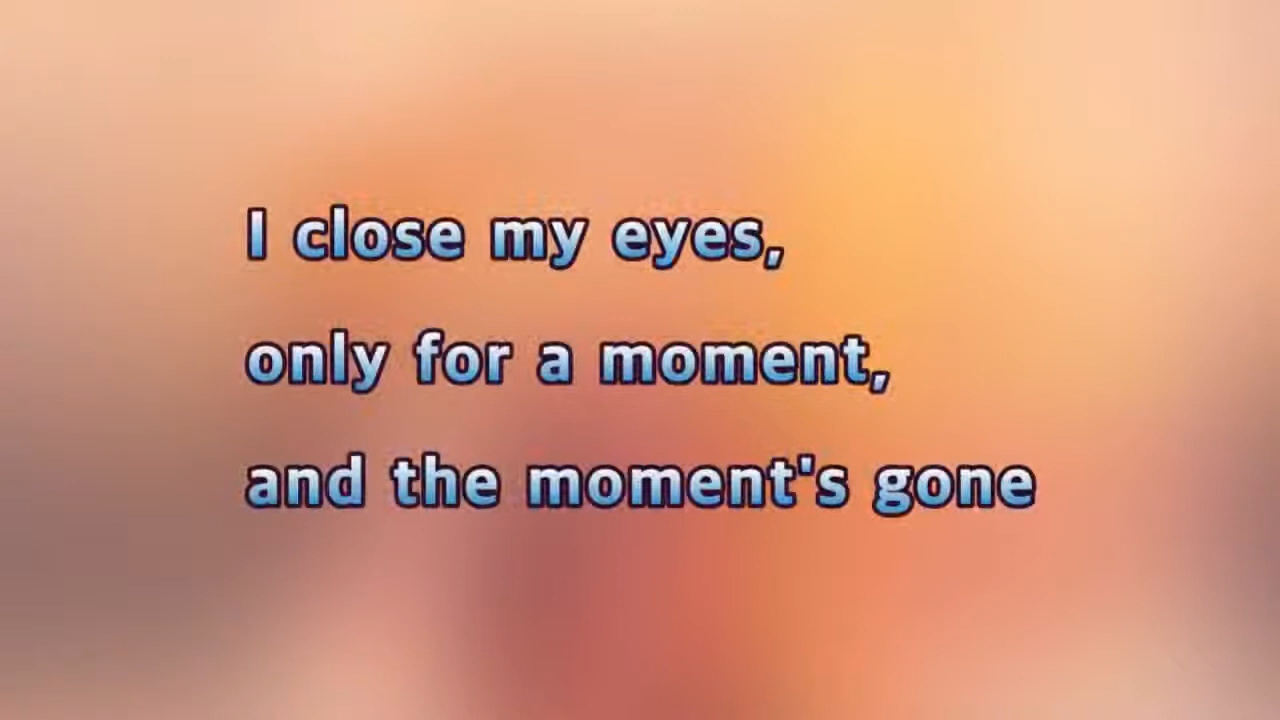 I close my eyes,
only for a moment,
and the moment's gone